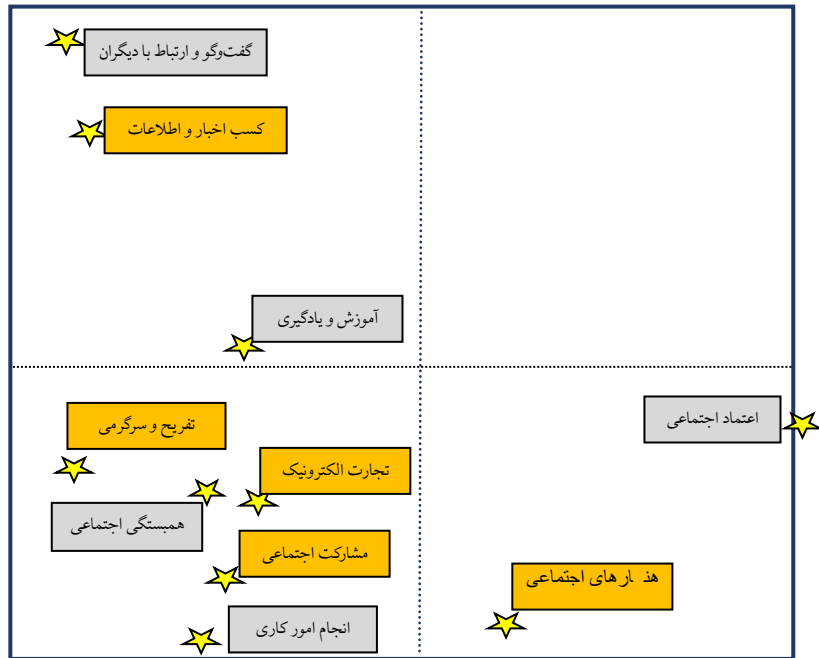 گفت‌وگو و ارتباط با دیگران
کسب اخبار و اطلاعات
آموزش و یادگیری
اعتماد اجتماعی
تفریح و سرگرمی
تجارت الکترونیک
همبستگی اجتماعی
مشارکت اجتماعی
هنـارهای اجتماعی
انجام امور کاری